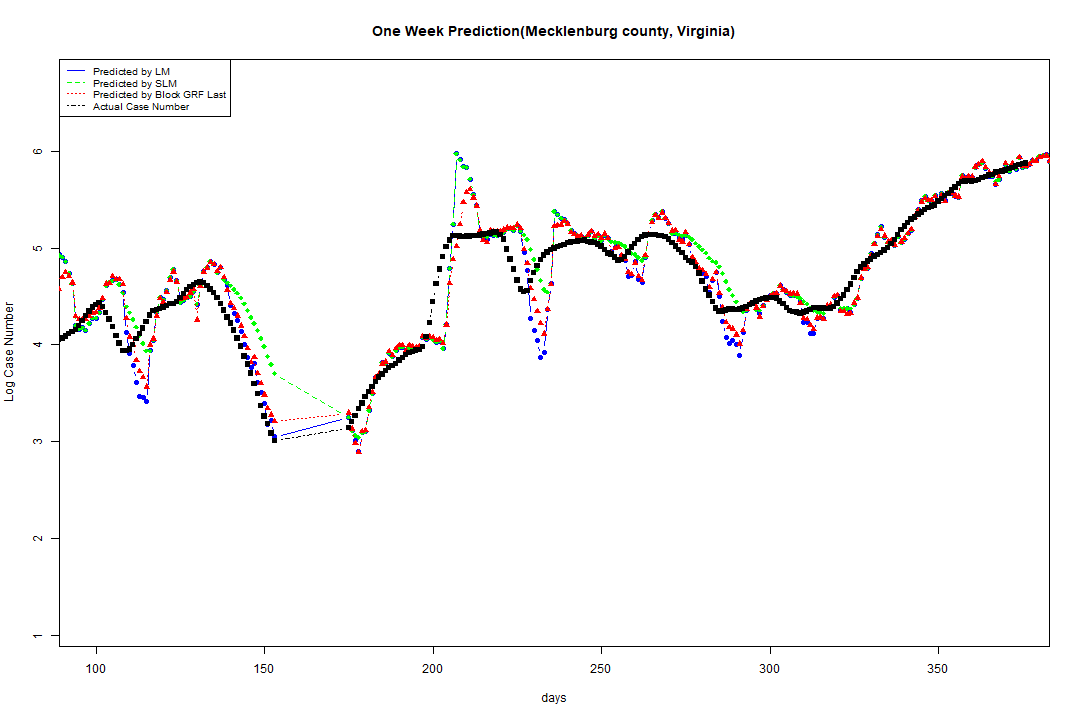 One Week Prediction(Mecklenburg county, Virginia)
Predicted by LM
Predicted by SLM
Predicted by Block GRF Last
Actual Case Number
Log Case Number
6
5
4
3
2
1
100 150 200 250 300 350
days